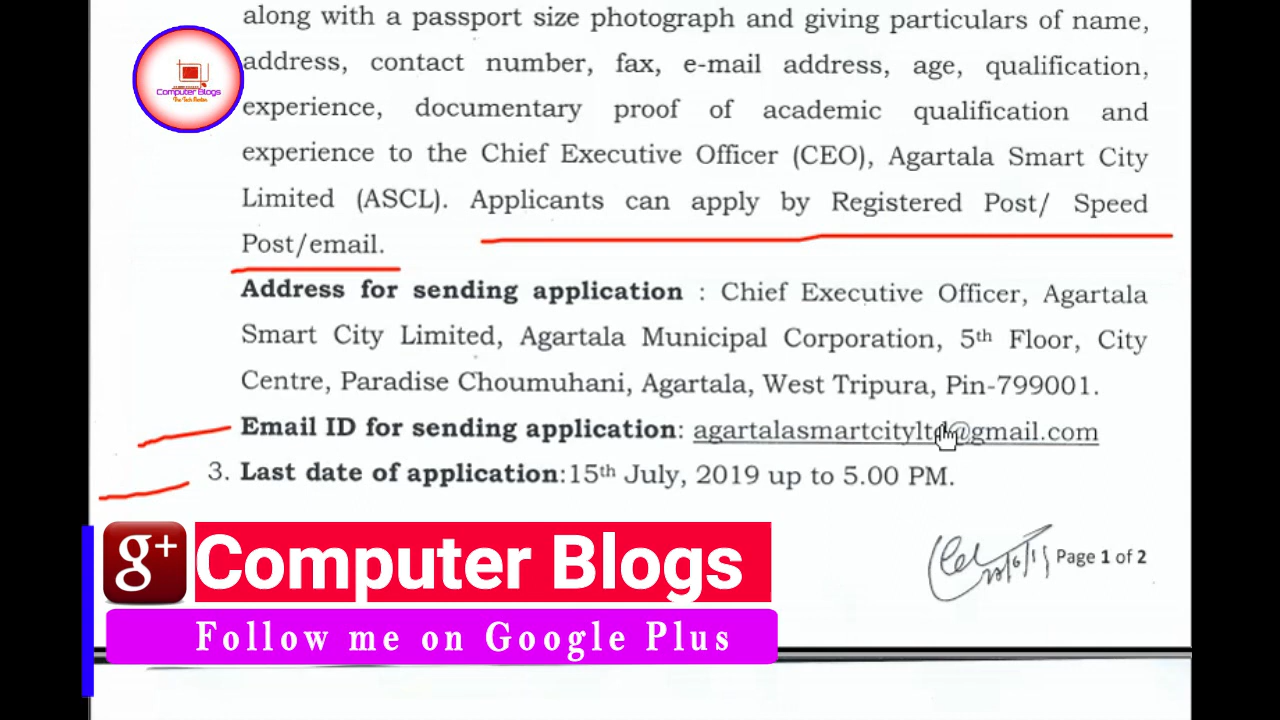 along with a passport size photograph and giving particulars of name,
address, contact number, fax, e-mail address, age, qualification,
experience, documentary proof of academic qualification and
experience to the Chief Executive Officer (CEO), Agartala Smart City
Limited (ASCL). Applicants can apply by Registered Post/ Speed
Post/email.
Address for sending application : Chief Executive Officer, Agartala
Smart City Limited, Agartala Municipal Corporation, 5th Floor, City
Centre, Paradise Choumuhani, Agartala, West Tripura, Pin-799001.
Email ID for sending application: agartalasmartcityltd@gmail.com
3. Last date of application:15th July, 2019 up to 5.00 PM.
Page 1 of 2
Computer Blogs
g+ Computer Blogs
Follow me on Google Plus